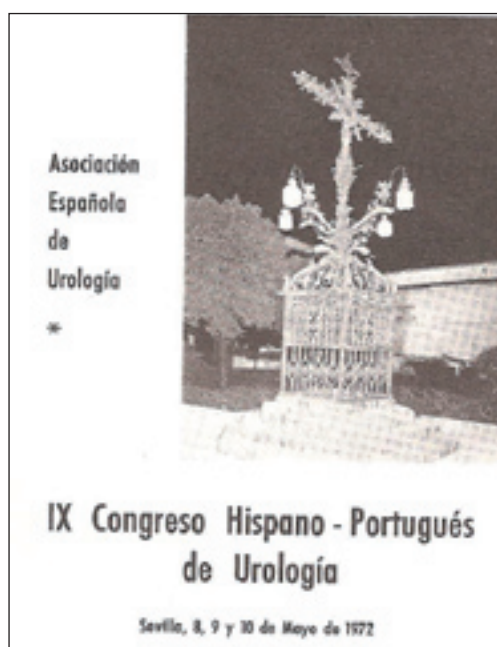 Asociación
Española
de
Urología
*
IX Congreso Hispano - Portugués
de Urología
Sevilla, 8, 9 y 10 de Mayo de 1972